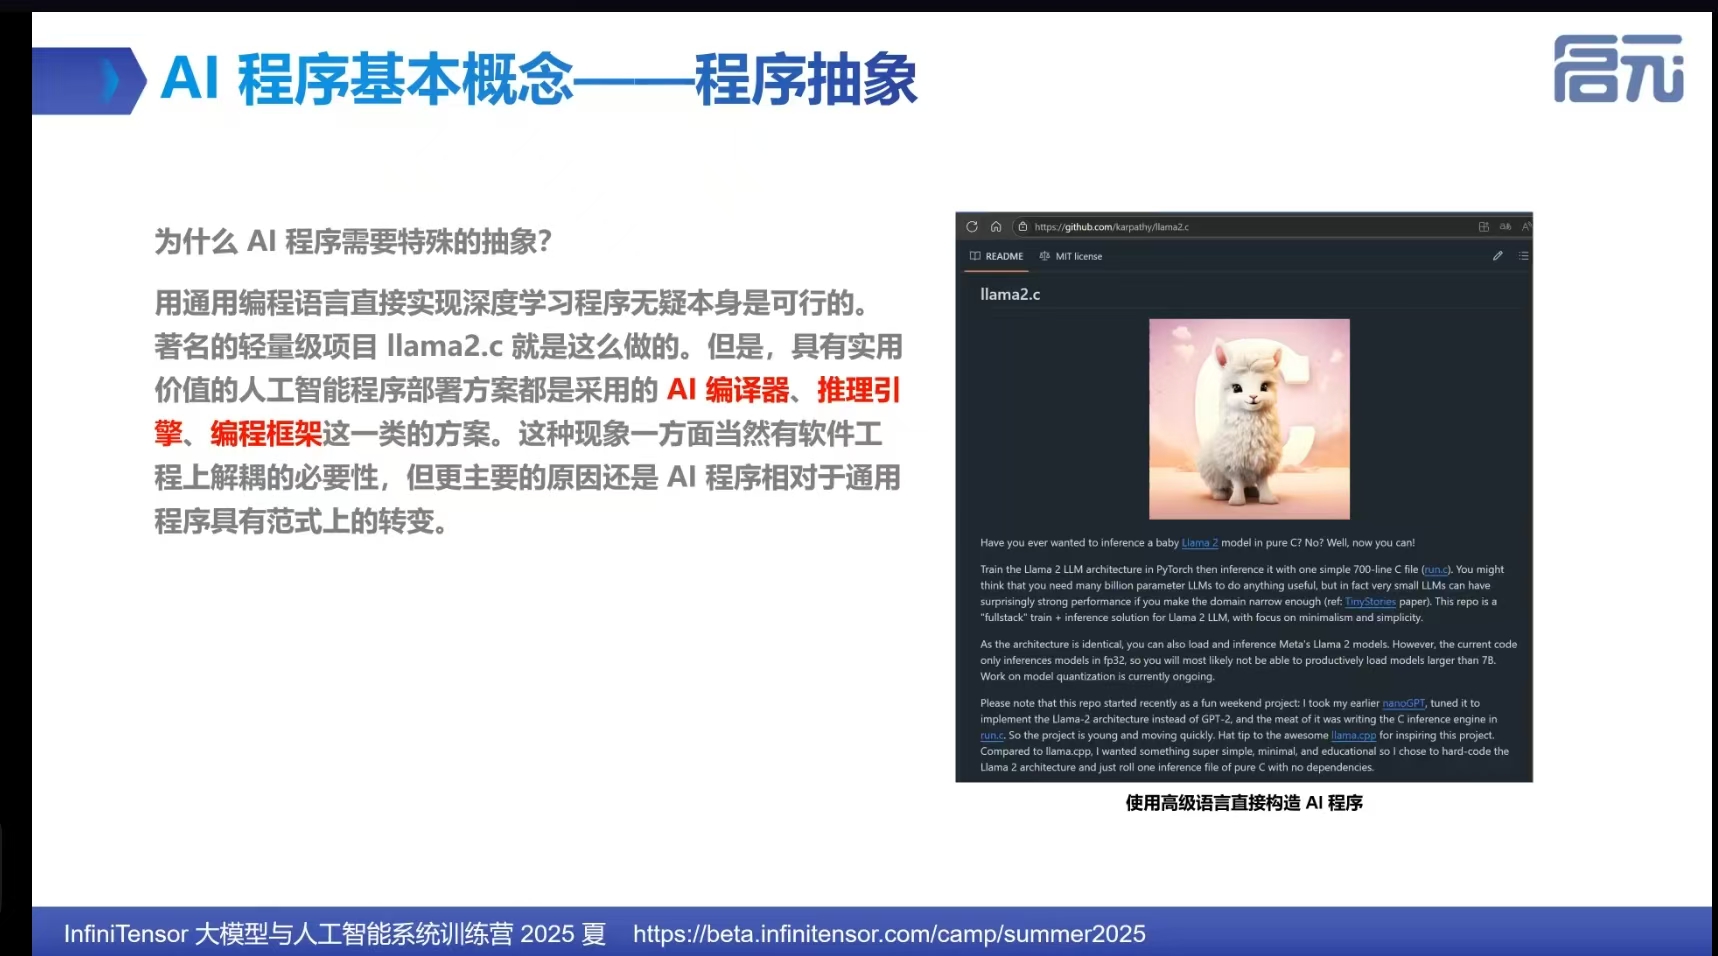 AI 程序基本概念——程序抽象
启元
为什么 AI 程序需要特殊的抽象?
用通用编程语言直接实现深度学习程序无疑本身是可行的。
著名的轻量级项目 llama2.c 就是这么做的。但是，具有实用
价值的人工智能程序部署方案都是采用的 AI 编译器、推理引
擎、编程框架这一类的方案。这种现象一方面当然有软件工
程上解耦的必要性，但更主要的原因还是 AI 程序相对于通用
程序具有范式上的转变。
https://github.com/karpathy/llama2.c
README
MIT license
llama2.c
Have you ever wanted to inference a baby Llama 2 model in pure C? No? Well, now you can!
Train the Llama 2 LLM architecture in PyTorch then inference it with one simple 700-line C file (run.c). You might
think that you need many billion parameter LLMs to do anything useful, but in fact very small LLMs can have
surprisingly strong performance if you make the domain narrow enough (ref: TinyStories paper). This repo is a
"fullstack" train + inference solution for Llama 2 LLM, with focus on minimalism and simplicity.
As the architecture is identical, you can also load and inference Meta's Llama 2 models. However, the current code
only inferences models in fp32, so you will most likely not be able to productively load models larger than 7B.
Work on model quantization is currently ongoing.
Please note that this repo started recently as a fun weekend project: I took my earlier nanoGPT, tuned it to
implement the Llama-2 architecture instead of GPT-2, and the meat of it was writing the C inference engine in
run.c. So the project is young and moving quickly. Hat tip to the awesome llama.cpp for inspiring this project.
Compared to llama.cpp, I wanted something super simple, minimal, and educational so I chose to hard-code the
Llama 2 architecture and just roll one inference file of pure C with no dependencies.
使用高级语言直接构造 AI 程序
InfiniTensor 大模型与人工智能系统训练营 2025 夏 https://beta.infinitensor.com/camp/summer2025